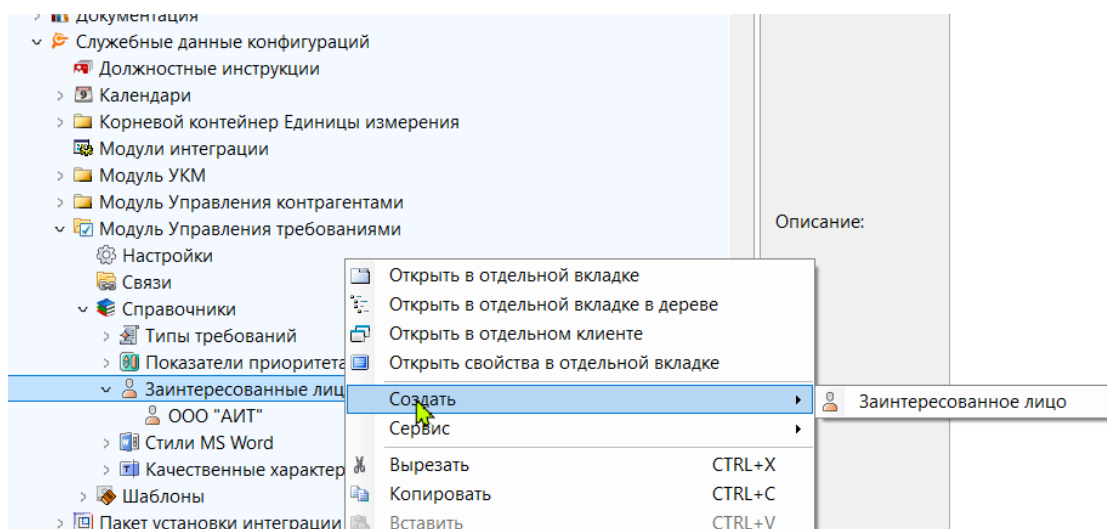 Документация
Служебные данные конфигураций
Должностные инструкции
Календари
Корневой контейнер Единицы измерения
Модули интеграции
Модуль УКМ
Модуль Управления контрагентами
Модуль Управления требованиями
Настройки
Связи
Справочники
Типы требований
Показатели приоритета
Заинтересованные лиц
ООО "АИТ"
Стили MS Word
Качественные характер
Шаблоны
Пакет установки интеграции
Описание:
Открыть в отдельной вкладке
Открыть в отдельной вкладке в дереве
Открыть в отдельном клиенте
Открыть свойства в отдельной вкладке
Создать
Заинтересованное лицо
Сервис
Вырезать CTRL+X
Копировать CTRL+C
Вставить CTRL+V